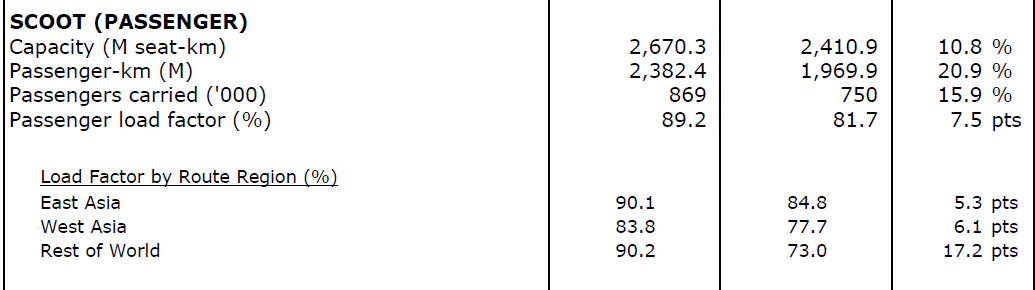 SCOOT (PASSENGER)
Capacity (M seat-km) 2,670.3 2,410.9 10.8 %
Passenger-km (M) 2,382.4 1,969.9 20.9 %
Passengers carried ('000) 869 750 15.9 %
Passenger load factor (%) 89.2 81.7 7.5 pts
Load Factor by Route Region (%)
East Asia 90.1 84.8 5.3 pts
West Asia 83.8 77.7 6.1 pts
Rest of World 90.2 73.0 17.2 pts